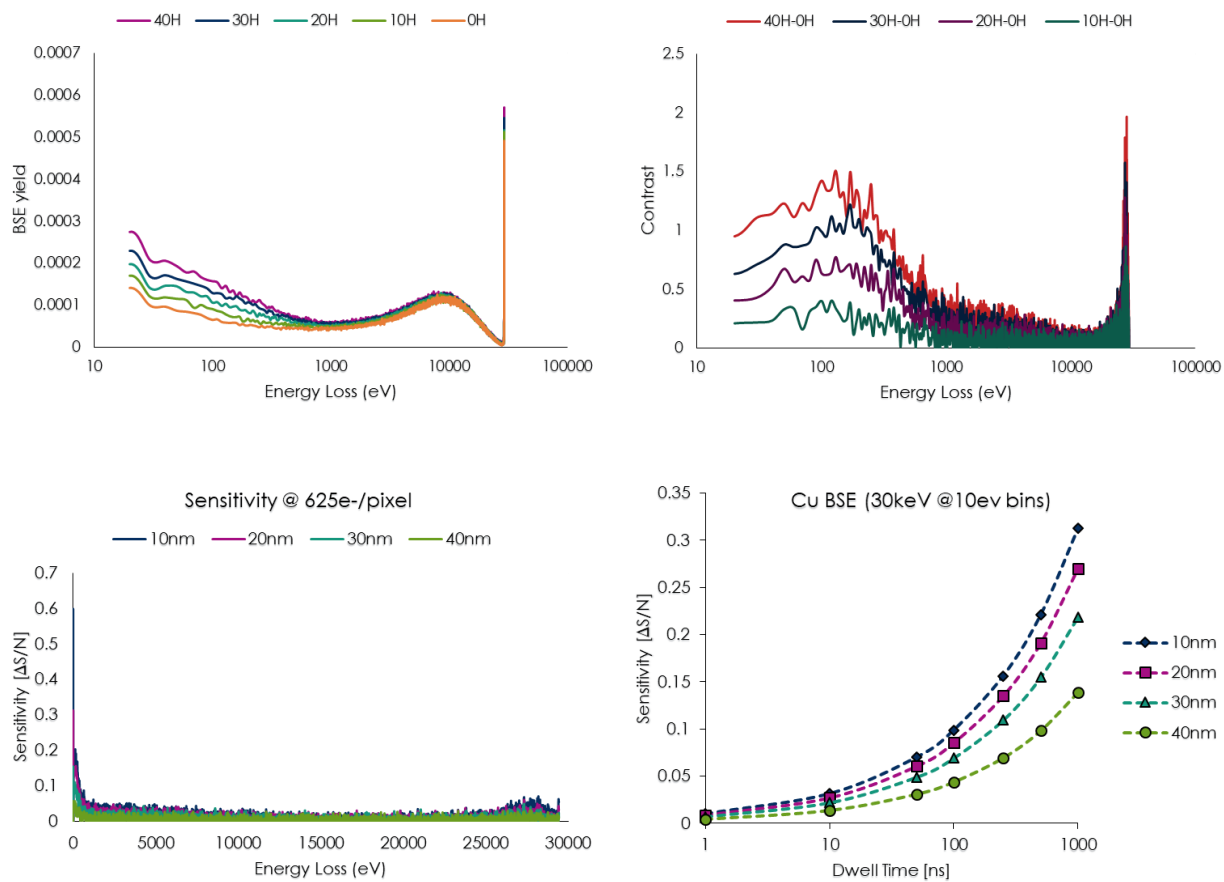 40H 30H 20H 10H 0H
0.0007
0.0006
0.0005
0.0004
0.0003
0.0002
0.0001
0
BSE yield
10 100 1000 10000 100000
Energy Loss (eV)
40H-0H 30H-0H 20H-0H 10H-0H
2.5
2
1.5
1
0.5
0
Contrast
10 100 1000 10000 100000
Energy Loss (eV)
Sensitivity @ 625e-/pixel
10nm 20nm 30nm 40nm
0.7
0.6
0.5
0.4
0.3
0.2
0.1
0
Sensitivity [ΔS/N]
0 5000 10000 15000 20000 25000 30000
Energy Loss (eV)
Cu BSE (30keV @10ev bins)
0.35
0.3
0.25
0.2
0.15
0.1
0.05
0
Sensitivity [ΔS/N]
1 10 100 1000
Dwell Time [ns]
10nm
20nm
30nm
40nm